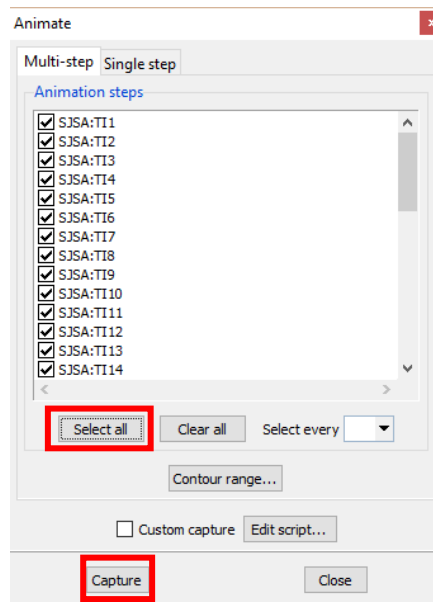 Animate
Multi-step Single step
Animation steps
SJSA:TI1
SJSA:TI2
SJSA:TI3
SJSA:TI4
SJSA:TI5
SJSA:TI6
SJSA:TI7
SJSA:TI8
SJSA:TI9
SJSA:TI10
SJSA:TI11
SJSA:TI12
SJSA:TI13
SJSA:TI14
Select all Clear all Select every
Contour range...
Custom capture Edit script...
Capture Close